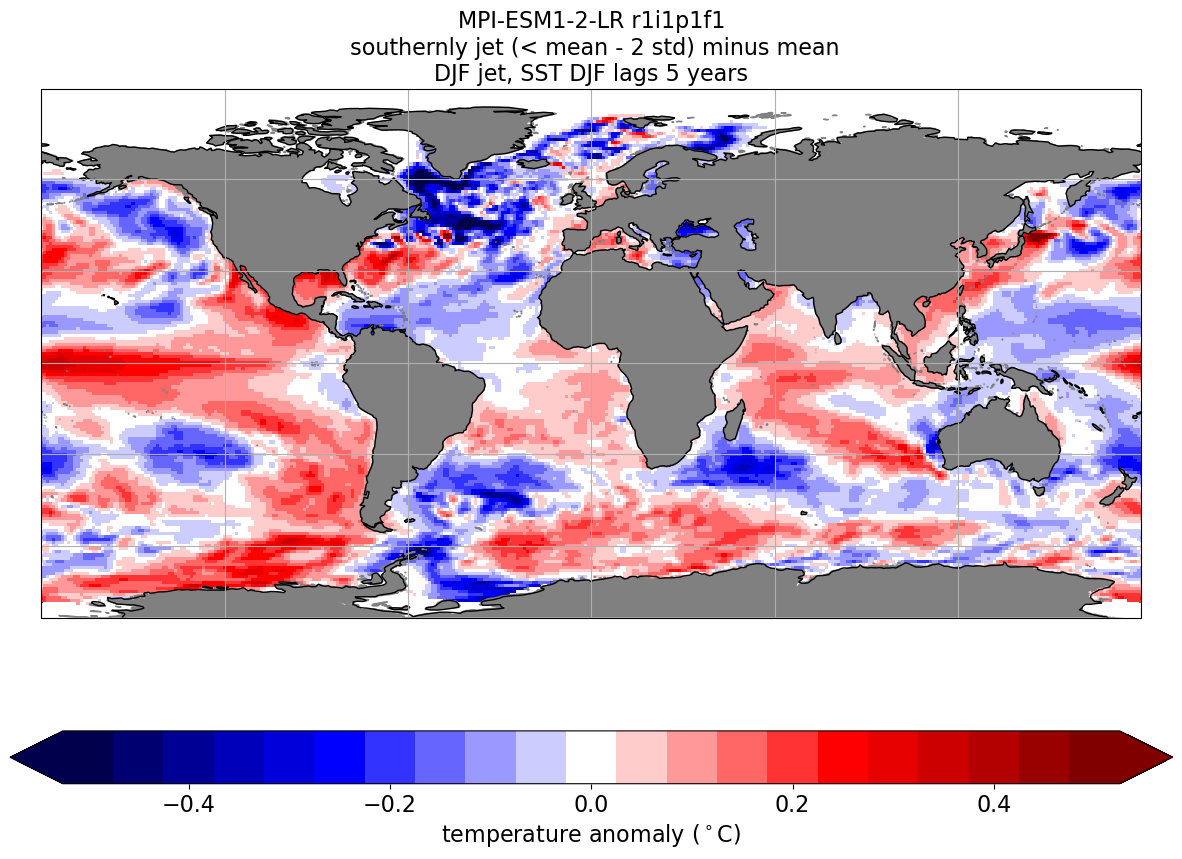 MPI-ESM1-2-LR r1i1p1f1
southernly jet (< mean - 2 std) minus mean
DJF jet, SST DJF lags 5 years
−0.4 −0.2 0.0 0.2 0.4
temperature anomaly (∘C)